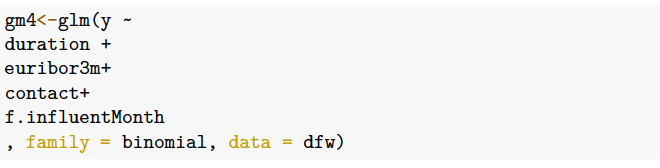 gm4<-glm(y ~
duration +
euribor3m+
contact+
f.influentMonth
, family = binomial, data = dfw)